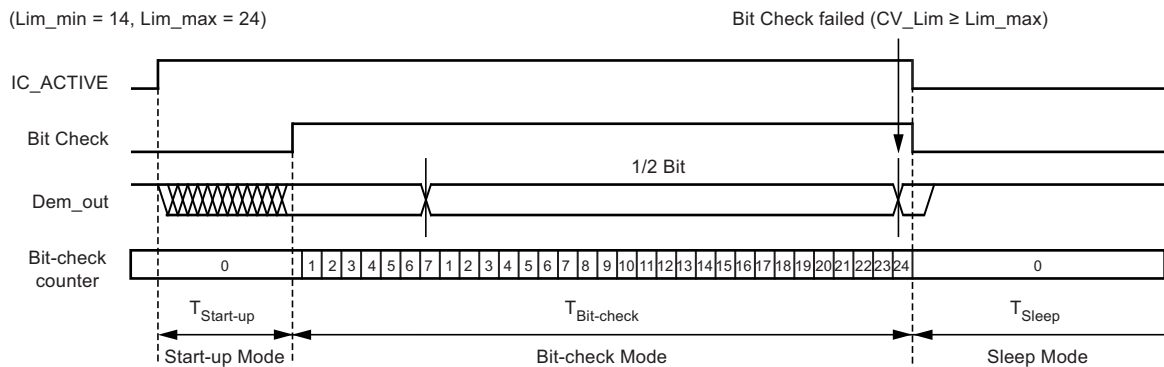 (Lim_min = 14, Lim_max = 24)
Bit Check failed (CV_Lim ≥ Lim_max)
IC_ACTIVE
Bit Check
1/2 Bit
Dem_out
Bit-check
counter
0 1 2 3 4 5 6 7 1 2 3 4 5 6 7 8 9 10 11 12 13 14 15 16 17 18 19 20 21 22 23 24 0
TStart-up TBit-check TSleep
Start-up Mode Bit-check Mode Sleep Mode